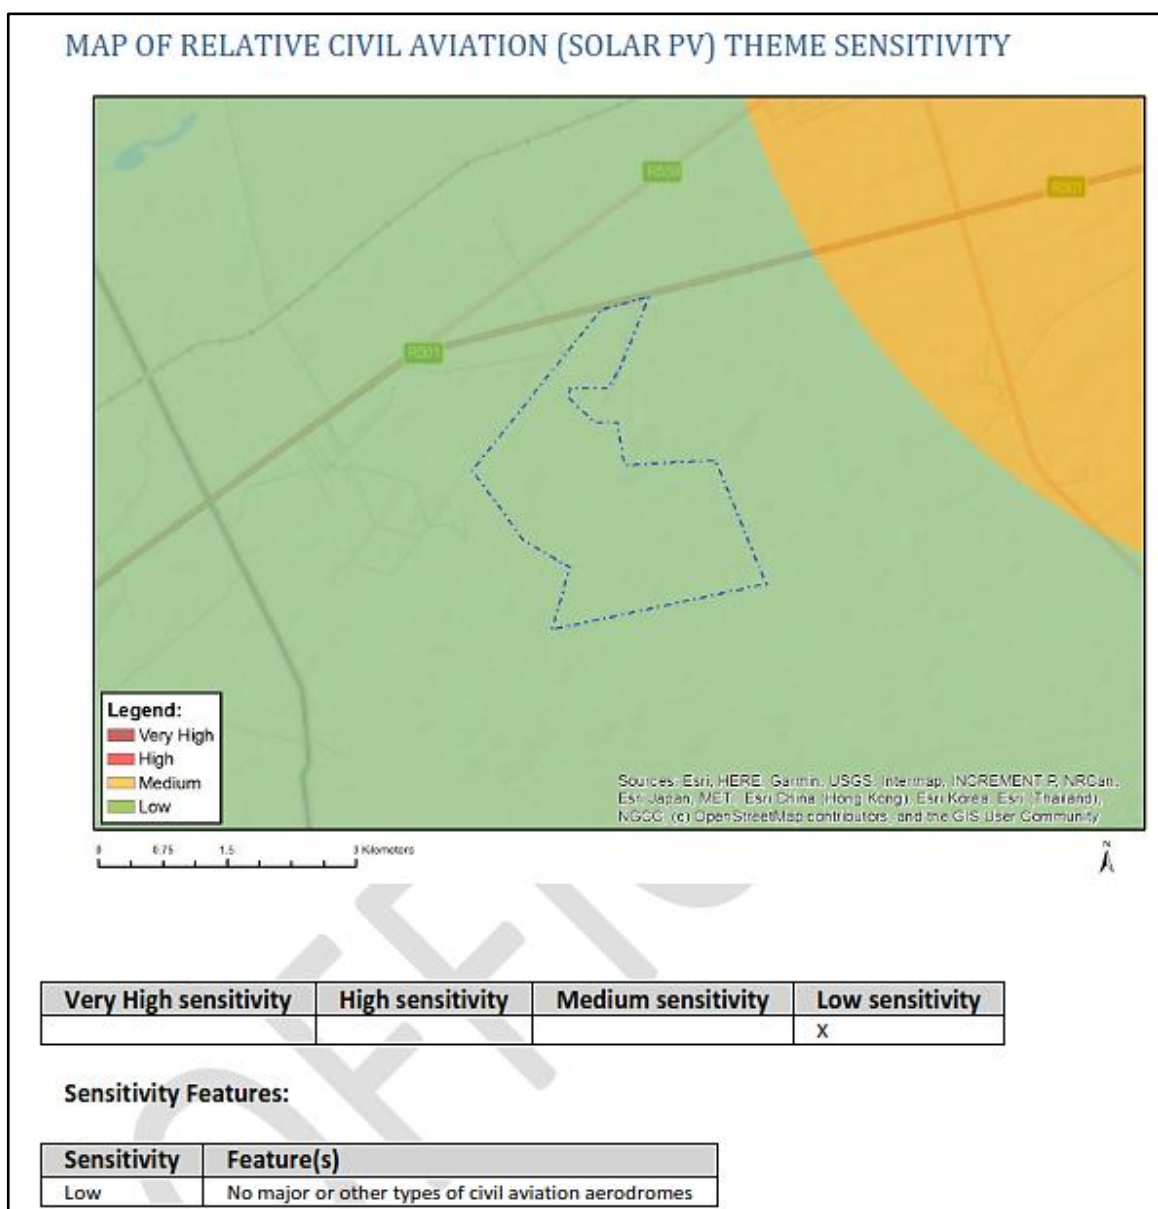 MAP OF RELATIVE CIVIL AVIATION (SOLAR PV) THEME SENSITIVITY
R501
Legend:
Very High
High
Medium
Low
Sources: Esri, HERE, Garmin, USGS, Intermap, INCREMENT P, NRCan,
Esri Japan, METI, Esri China (Hong Kong), Esri Korea, Esri (Thailand),
NGCC, (c) OpenStreetMap contributors, and the GIS User Community
0 0.75 1.5 3 Kilometers
N
Very High sensitivity High sensitivity Medium sensitivity Low sensitivity
X
Sensitivity Features:
Sensitivity Feature(s)
Low No major or other types of civil aviation aerodromes